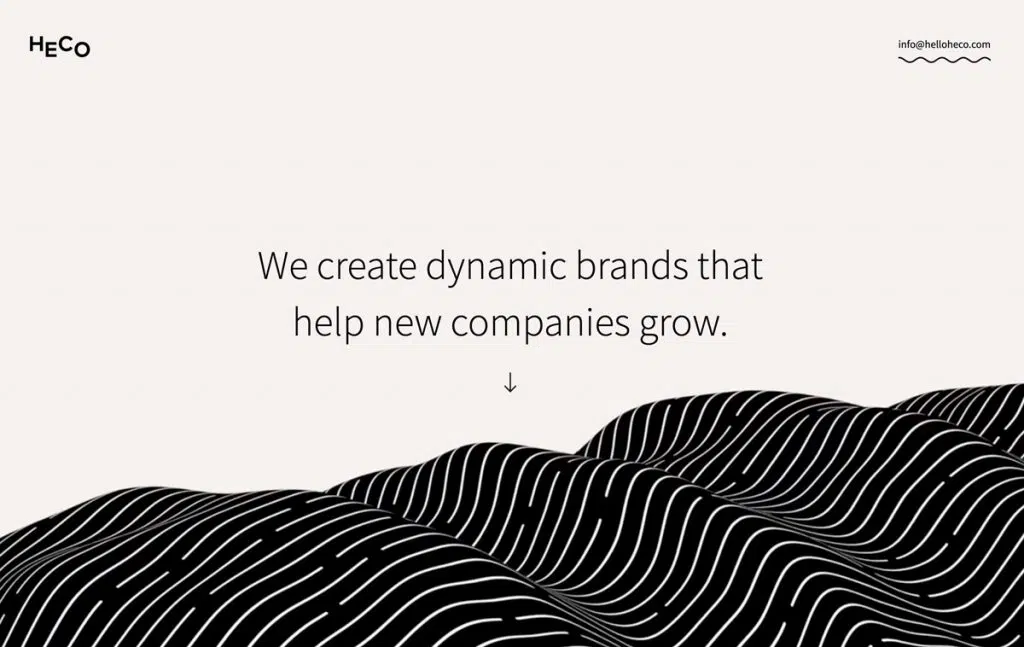 HECO
info@helloheco.com
We create dynamic brands that
help new companies grow.